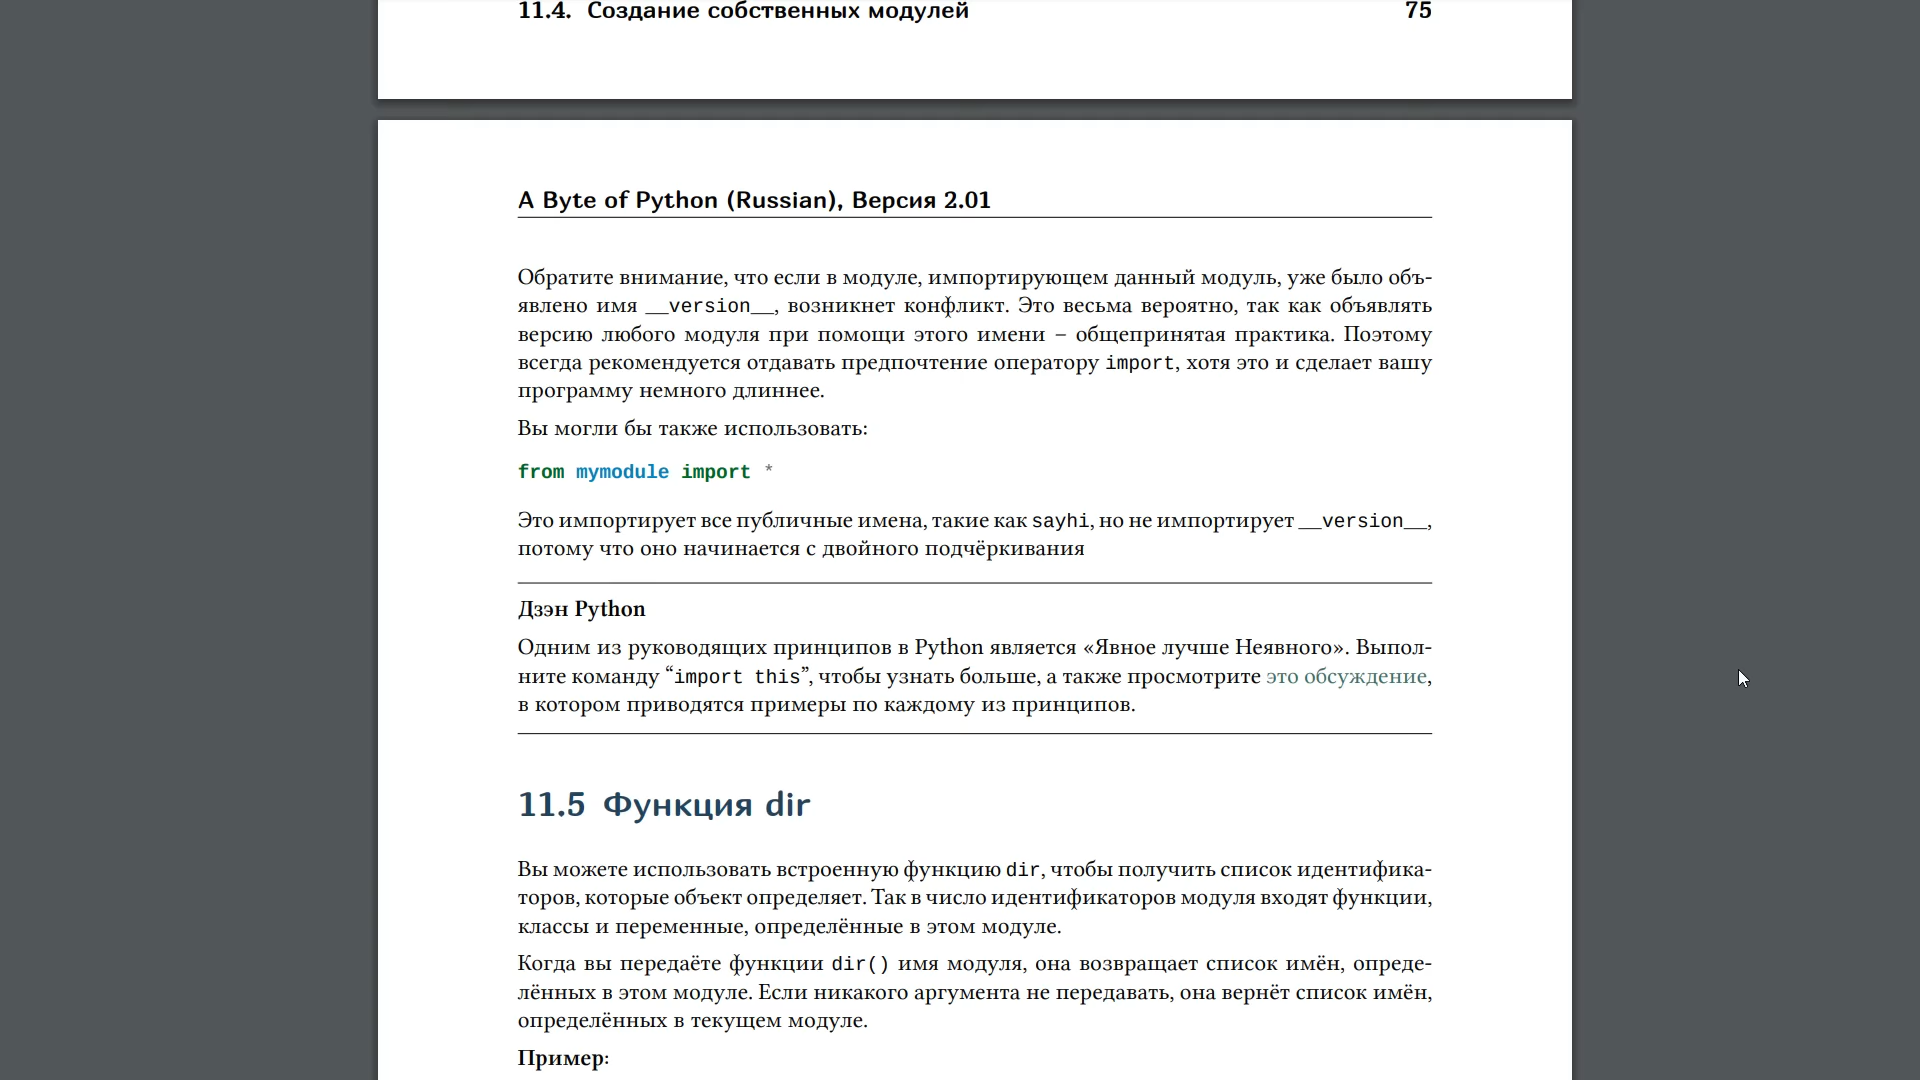 11.4. Создание собственных модулей 75
A Byte of Python (Russian), Версия 2.01
Обратите внимание, что если в модуле, импортирующем данный модуль, уже было объ-
явлено имя __version__, возникнет конфликт. Это весьма вероятно, так как объявлять
версию любого модуля при помощи этого имени – общепринятая практика. Поэтому
всегда рекомендуется отдавать предпочтение оператору import, хотя это и сделает вашу
программу немного длиннее.
Вы могли бы также использовать:
from mymodule import *
Это импортирует все публичные имена, такие как sayhi, но не импортирует __version__,
потому что оно начинается с двойного подчёркивания
Дзэн Python
Одним из руководящих принципов в Python является «Явное лучше Неявного». Выпол-
ните команду “import this”, чтобы узнать больше, а также просмотрите это обсуждение,
в котором приводятся примеры по каждому из принципов.
11.5 Функция dir
Вы можете использовать встроенную функцию dir, чтобы получить список идентифика-
торов, которые объект определяет. Так в число идентификаторов модуля входят функции,
классы и переменные, определённые в этом модуле.
Когда вы передаёте функции dir() имя модуля, она возвращает список имён, опреде-
лённых в этом модуле. Если никакого аргумента не передавать, она вернёт список имён,
определённых в текущем модуле.
Пример: